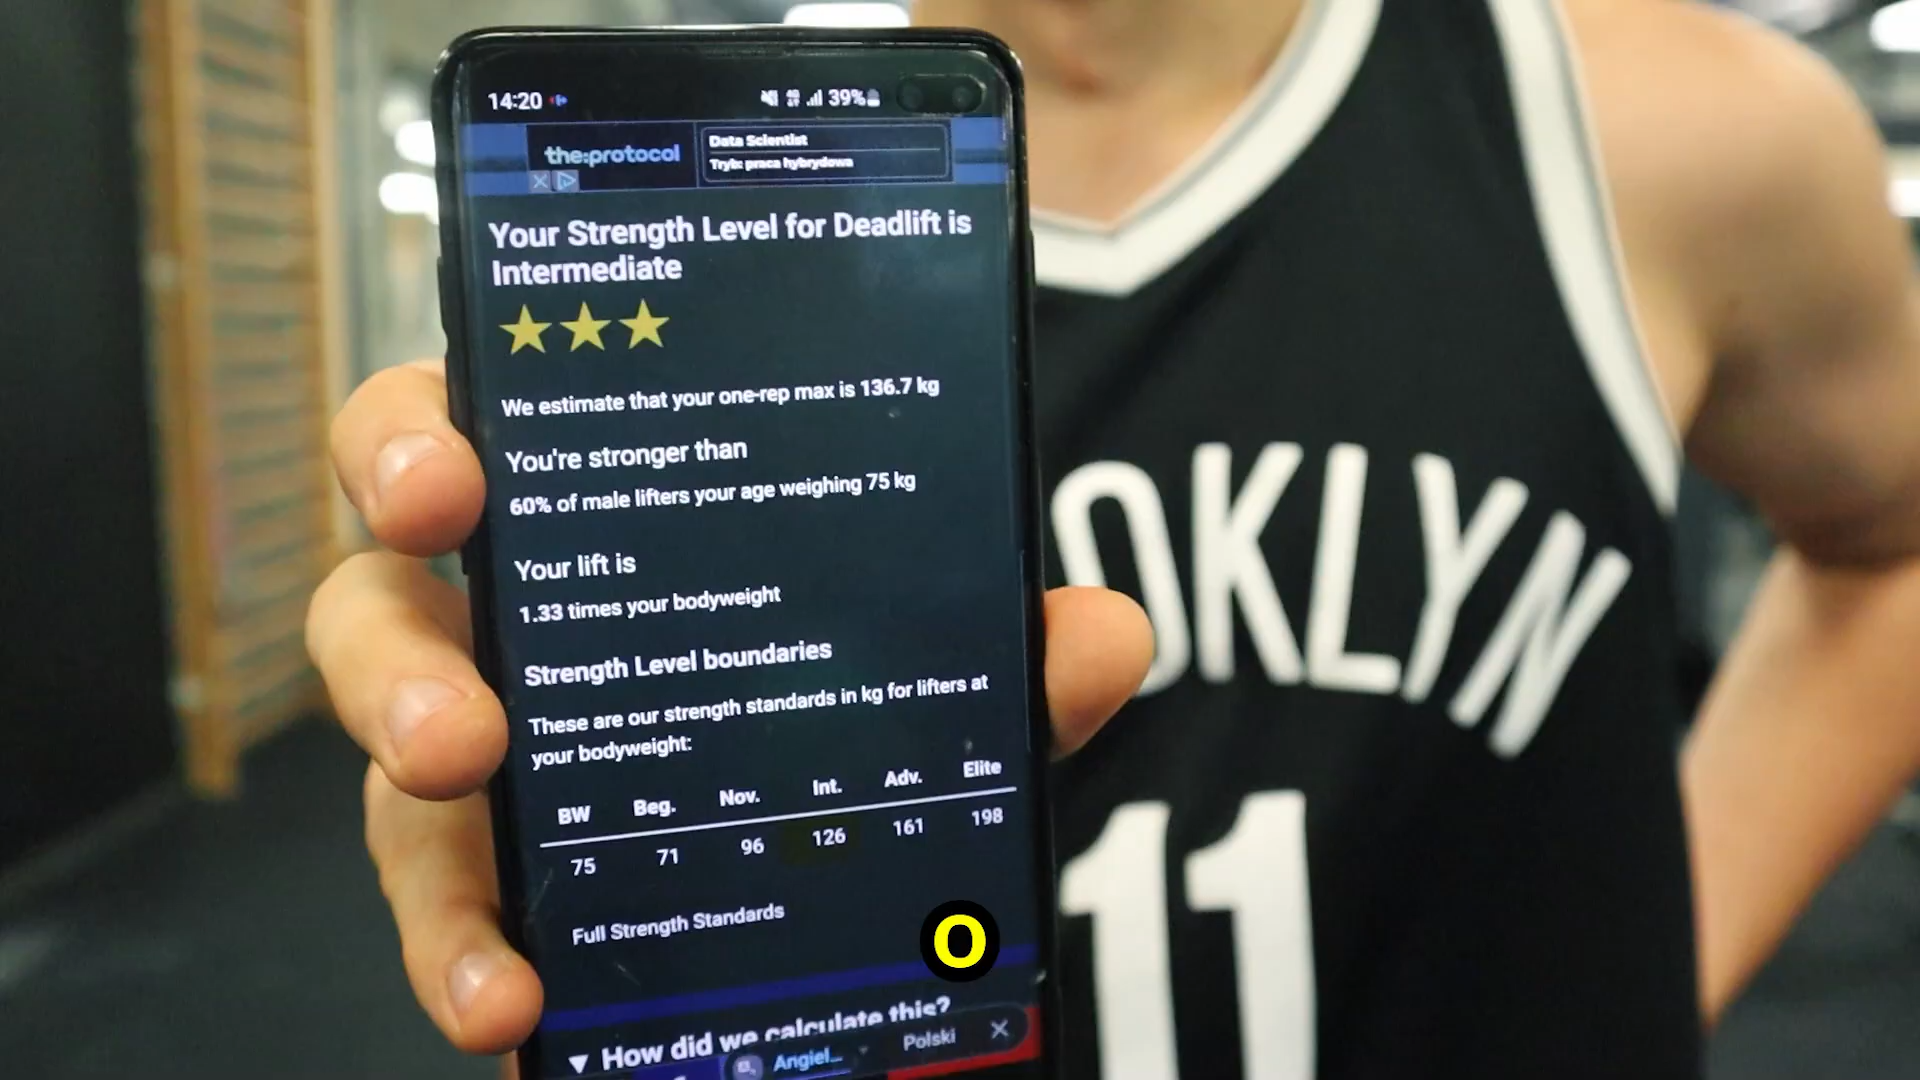 14:20
39%
the:protocol
Data Scientist
Tryb: praca hybrydowa
Your Strength Level for Deadlift is
Intermediate
We estimate that your one-rep max is 136.7 kg
You're stronger than
60% of male lifters your age weighing 75 kg
Your lift is
1.33 times your bodyweight
Strength Level boundaries
These are our strength standards in kg for lifters at
your bodyweight:
BW Beg. Nov. Int. Adv. Elite
75 71 96 126 161 198
Full Strength Standards
How did we calculate this?
Angiel...
Polski
OKLYN
11
O